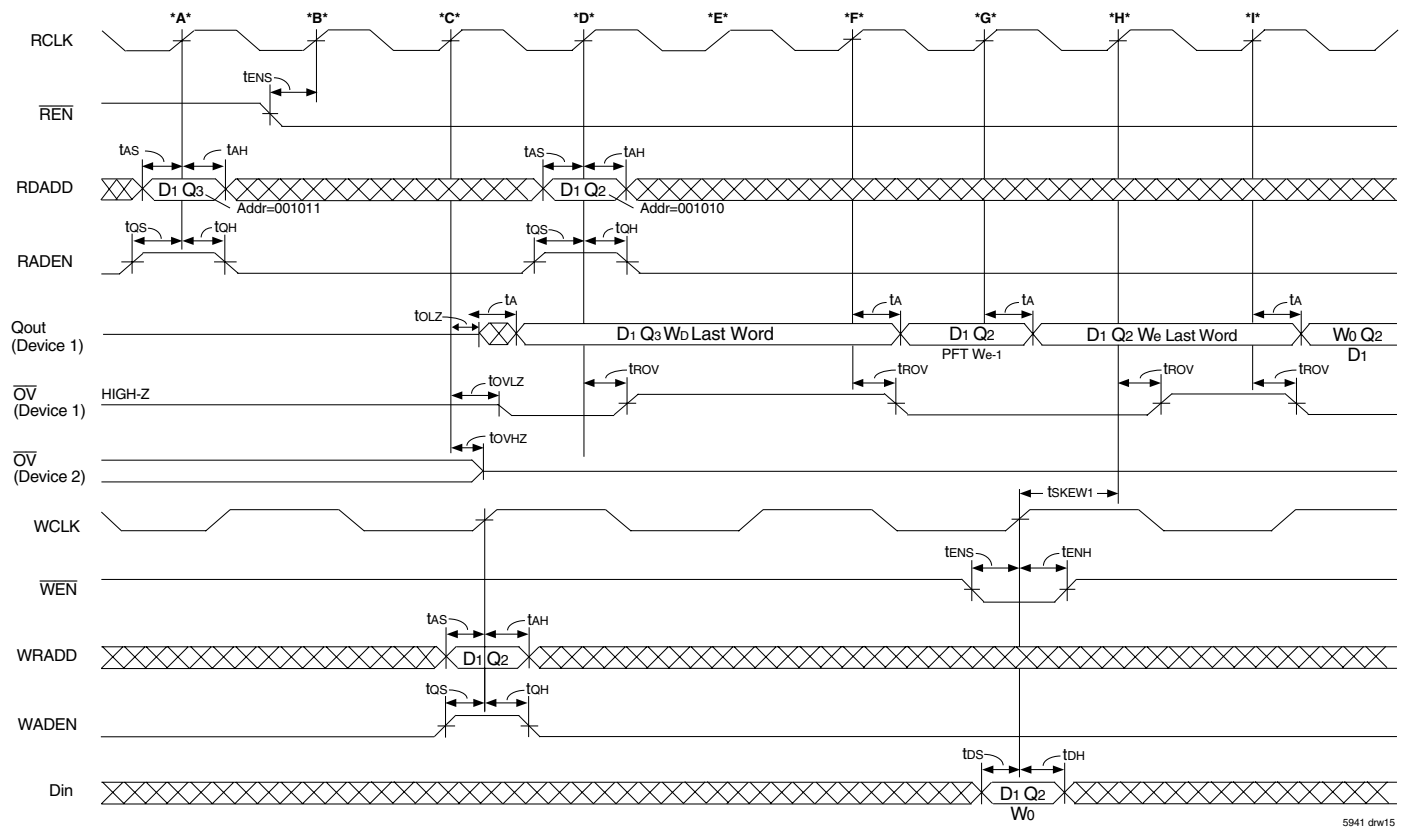 *A* *B* *C* *D* *E* *F* *G* *H* *I*
RCLK
tENS
REN
tAS tAH tAS tAH
RDADD D1 Q3 D1 Q2
Addr=001011 Addr=001010
tQS tQH tQS tQH
RADEN
tOLZ tA tA tA tA
Qout
(Device 1)
D1 Q3 WD Last Word D1 Q2 D1 Q2 We Last Word W0 Q2
PFT We-1 D1
tOVLZ tROV tROV tROV tROV
OV
(Device 1)
HIGH-Z
tOVHZ
OV
(Device 2)
tSKEW1
WCLK
tENS tENH
WEN
tAS tAH
WRADD D1 Q2
tQS tQH
WADEN
tDS tDH
Din D1 Q2
W0
5941 drw15